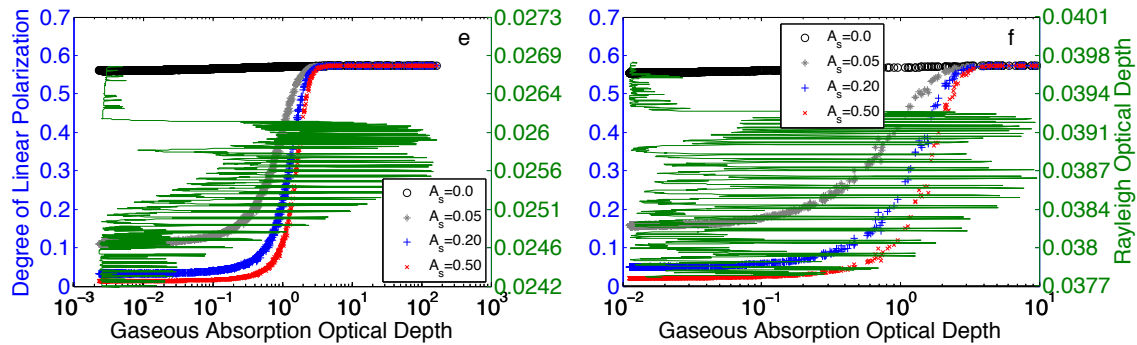 Degree of Linear Polarization
0.7
0.6
0.5
0.4
0.3
0.2
0.1
0
e
0.0273
0.0269
0.0264
0.026
0.0256
0.0251
0.0246
0.0242
A_s=0.0
A_s=0.05
A_s=0.20
A_s=0.50
10^-3 10^-2 10^-1 10^0 10^1 10^2 10^3
Gaseous Absorption Optical Depth
0.7
0.6
0.5
0.4
0.3
0.2
0.1
0
f
A_s=0.0
A_s=0.05
A_s=0.20
A_s=0.50
0.0401
0.0398
0.0394
0.0391
0.0387
0.0384
0.038
0.0377
Rayleigh Optical Depth
10^-2 10^-1 10^0 10^1
Gaseous Absorption Optical Depth